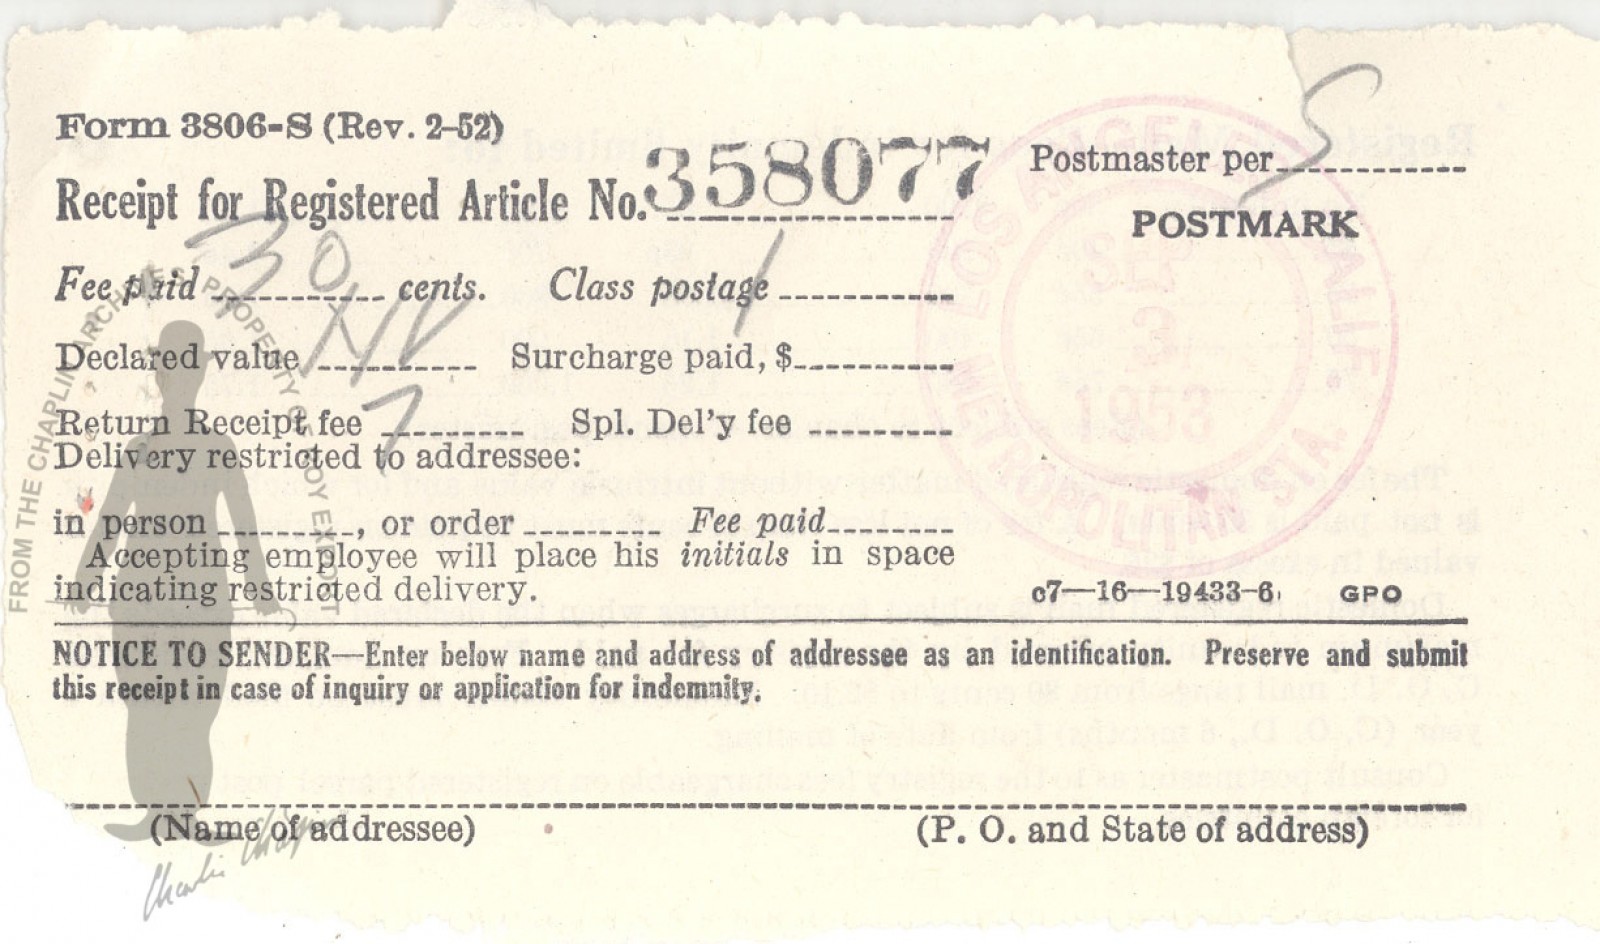 Form 3806-S (Rev. 2-52)
Receipt for Registered Article No. 358077
Postmaster per S
POSTMARK
Fee paid 30 cents. Class postage 1
Declared value NV Surcharge paid, $
Return Receipt fee 7 Spl. Del'y fee
Delivery restricted to addressee:
in person, or order Fee paid
Accepting employee will place his initials in space
indicating restricted delivery.
c7—16—19433-6 GPO
LOS ANGELES CALIF.
SEP
3
1953
METROPOLITAN STA.
NOTICE TO SENDER—Enter below name and address of addressee as an identification. Preserve and submit
this receipt in case of inquiry or application for indemnity.
(Name of addressee) (P. O. and State of address)
FROM THE CHAPLIN ARCHIVES PROPERTY OF ROY EXPORT
Charlie Chaplin